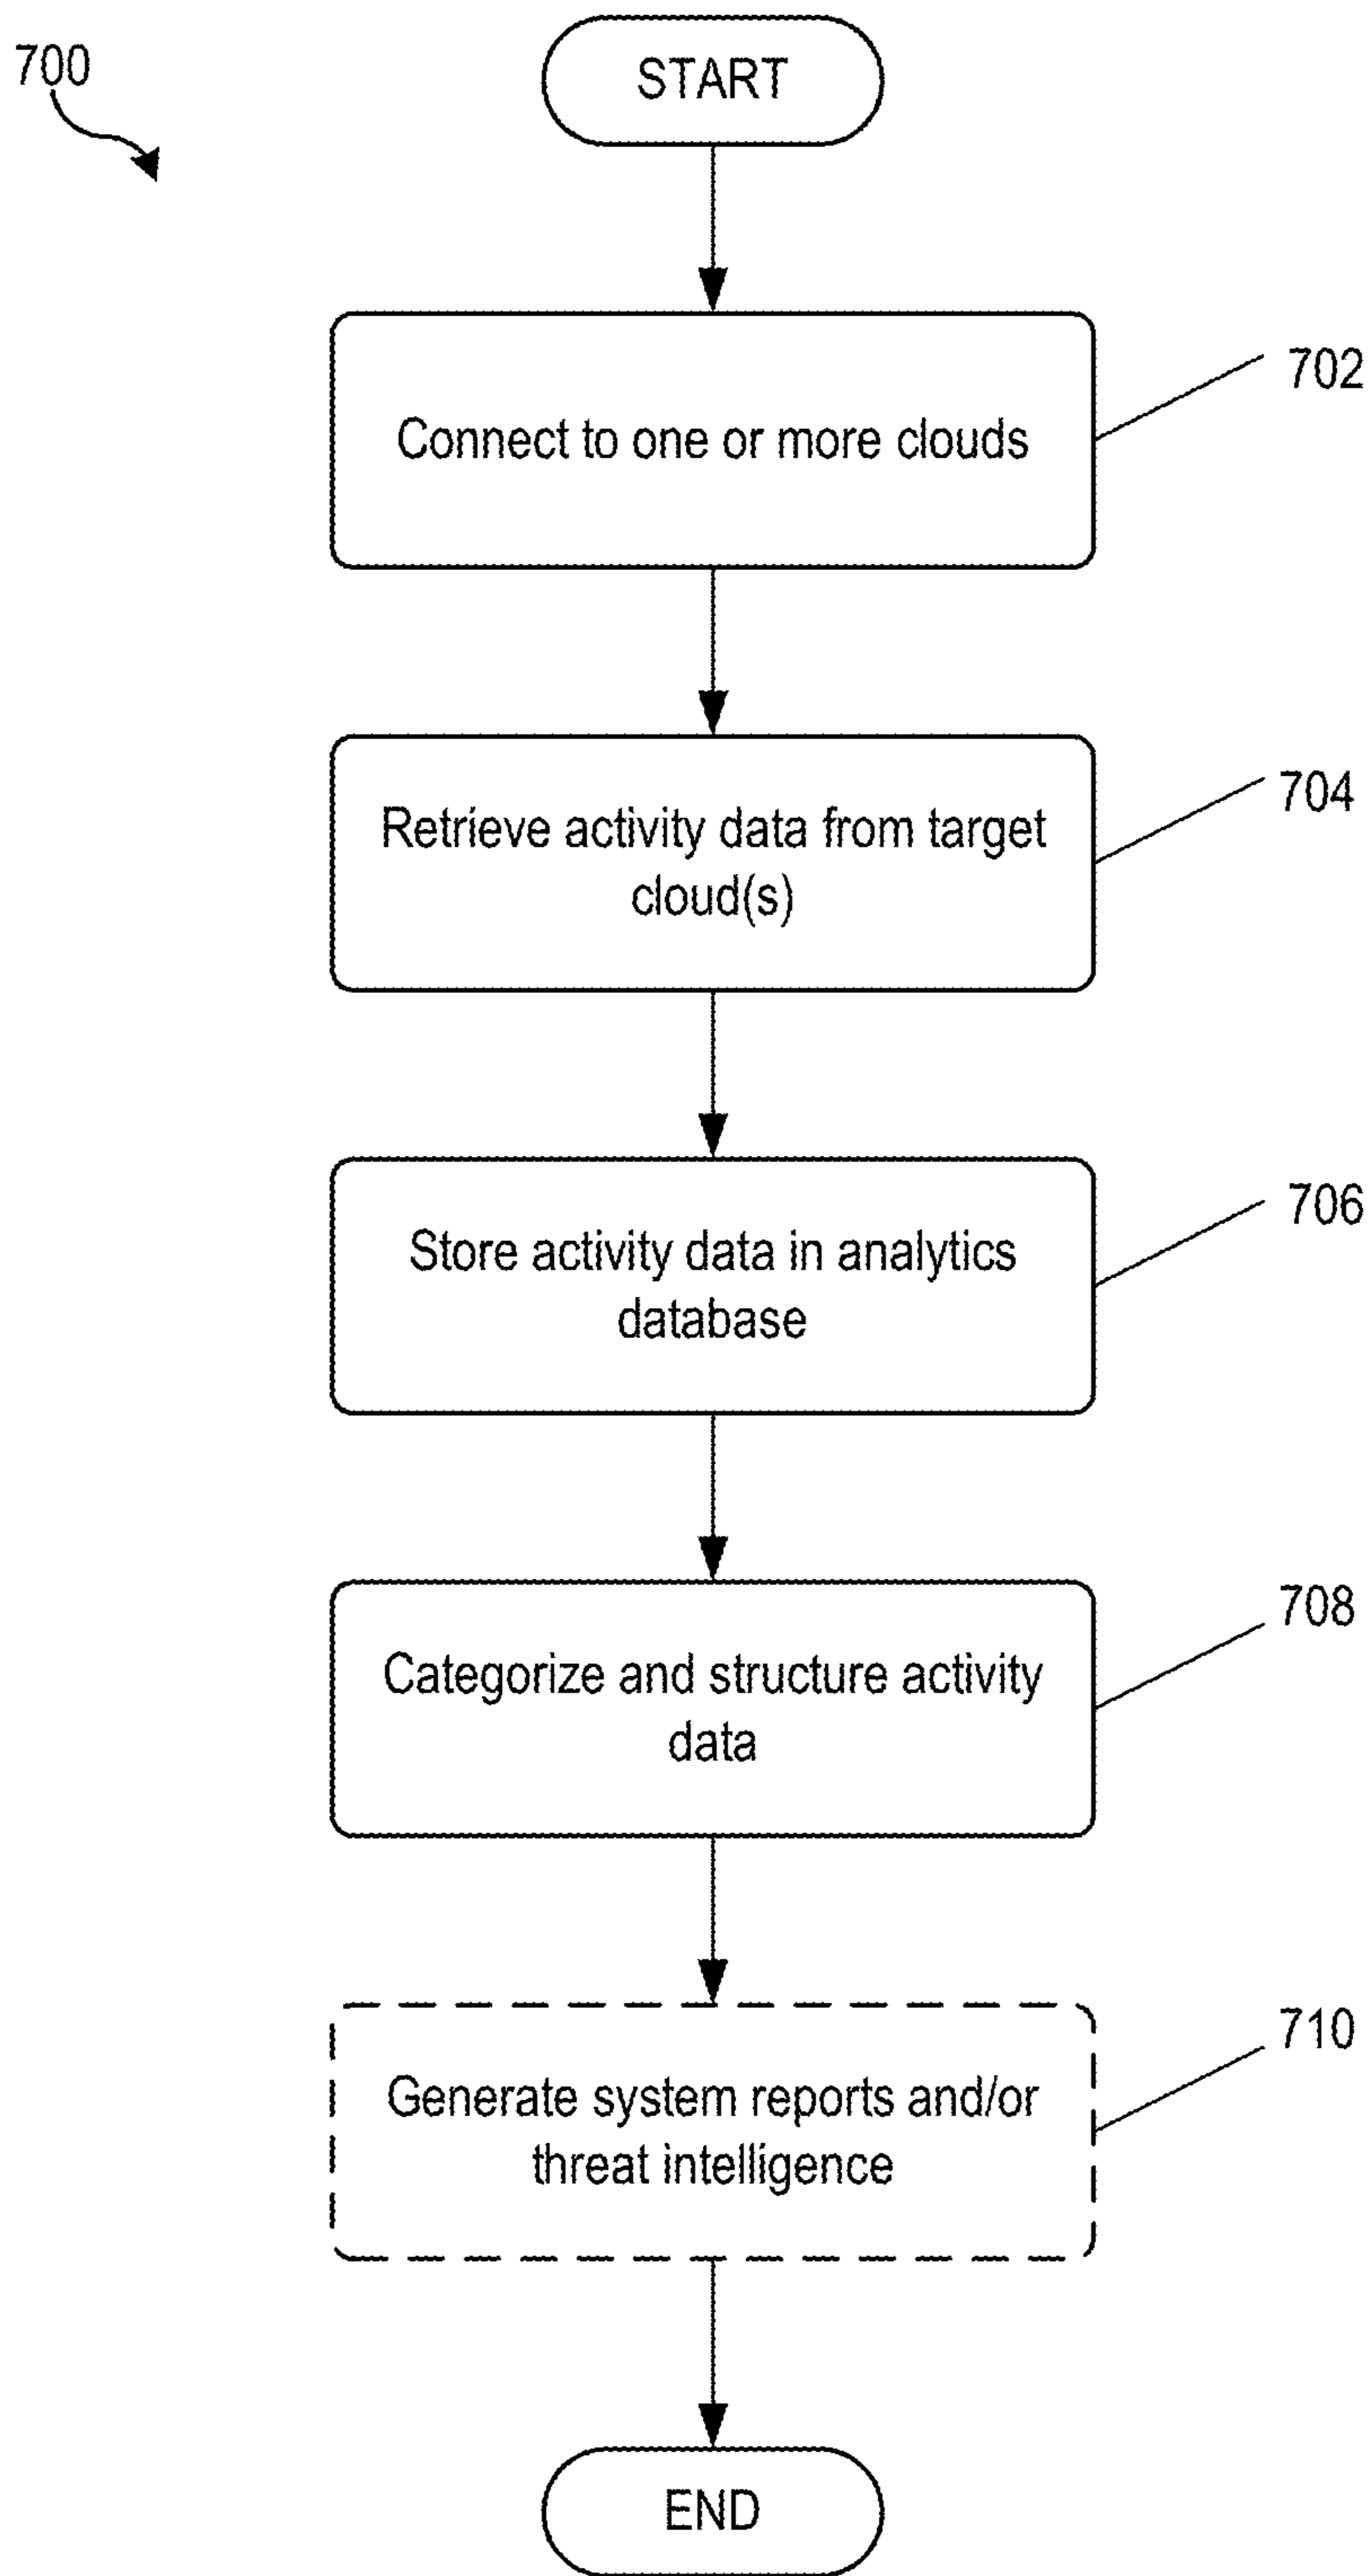 700
START
Connect to one or more clouds
702
Retrieve activity data from target
cloud(s)
704
Store activity data in analytics
database
706
Categorize and structure activity
data
708
Generate system reports and/or
threat intelligence
710
END